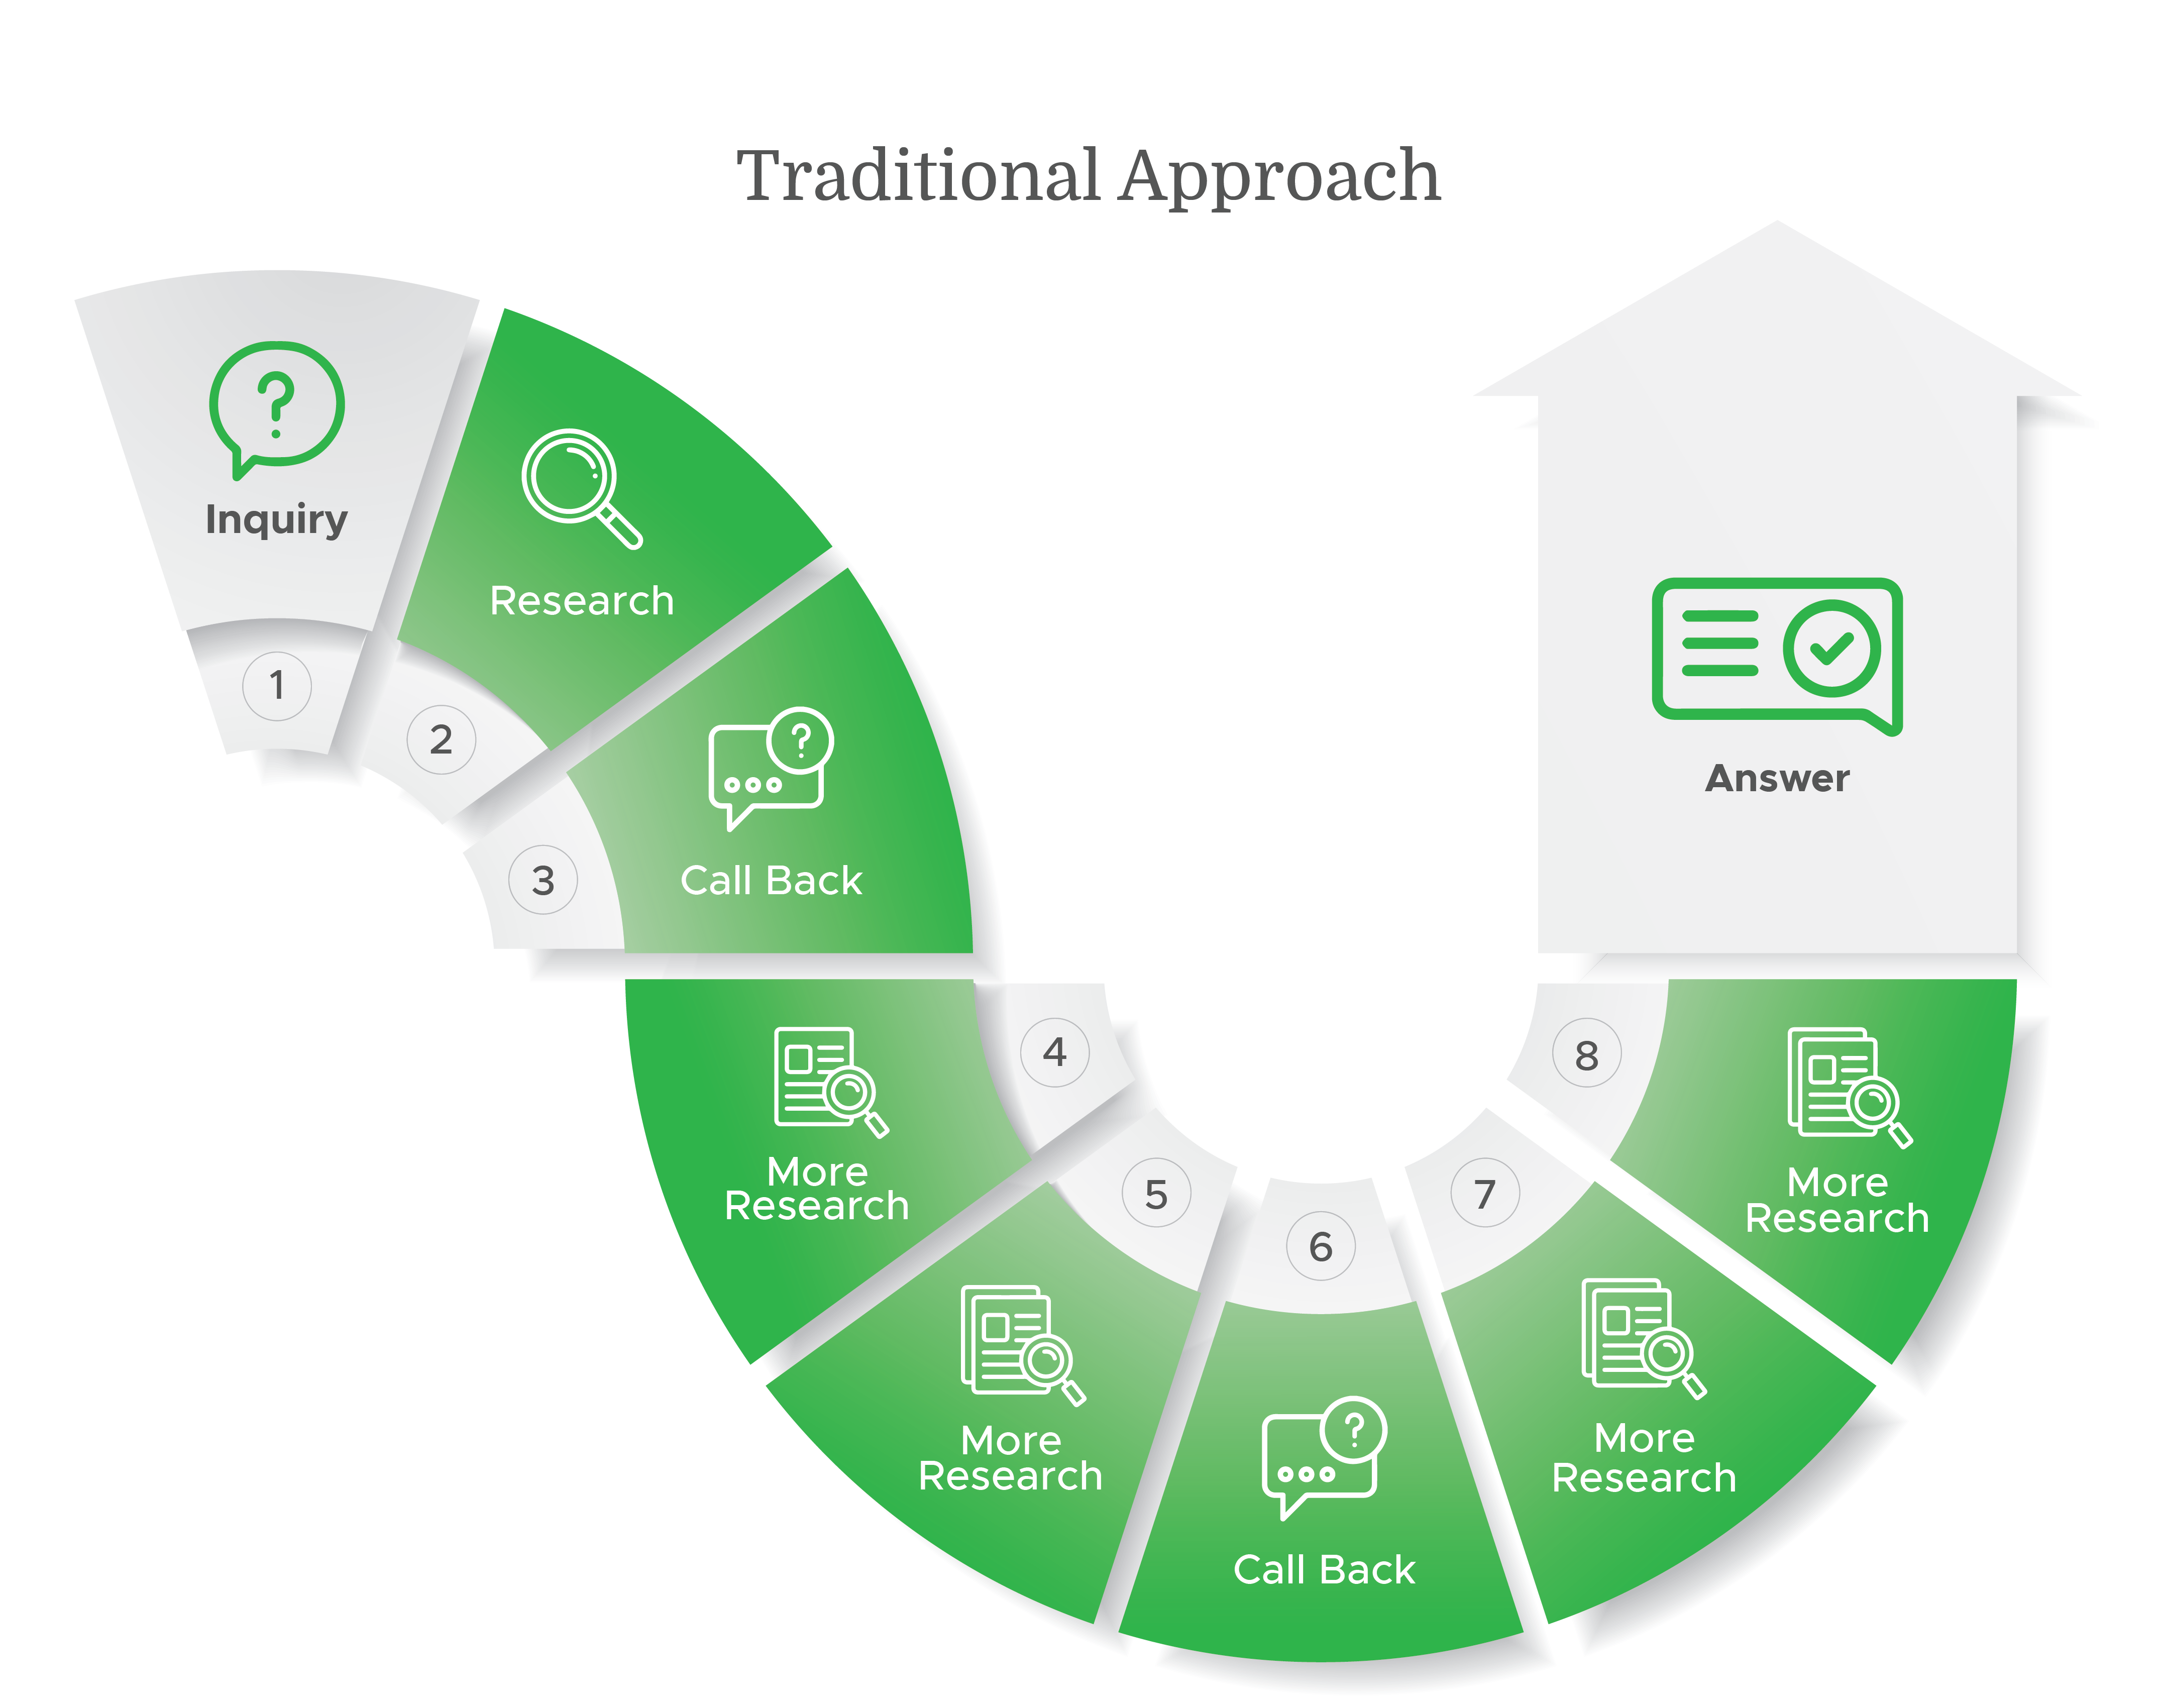 Traditional Approach
?
Inquiry
1
Research
2
?
Call Back
3
More
Research
4
More
Research
5
?
Call Back
6
More
Research
7
More
Research
8
Answer